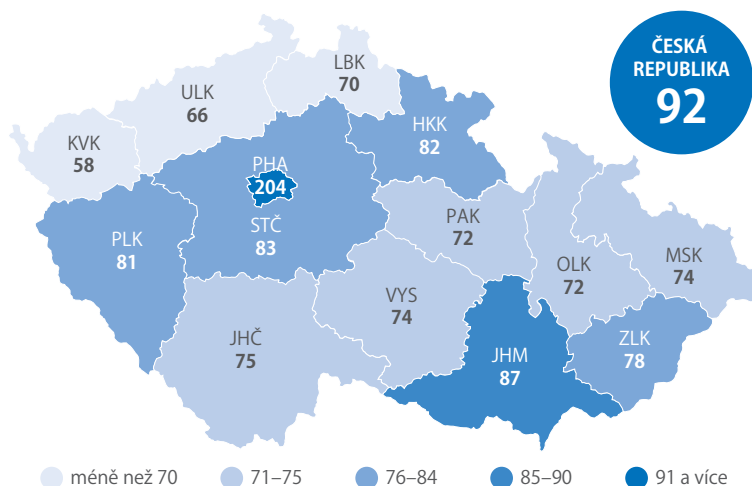 ČESKÁ
REPUBLIKA
92
LBK
70
ULK
66
HKK
82
KVK
58
PHA
204
STČ
83
PAK
72
PLK
81
OLK
72
MSK
74
VYS
74
JHČ
75
JHM
87
ZLK
78
méně než 70
71–75
76–84
85–90
91 a více